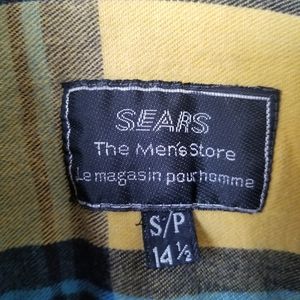 SEARS
The Men's Store
Le magasin pour homme
S/P
14 ½